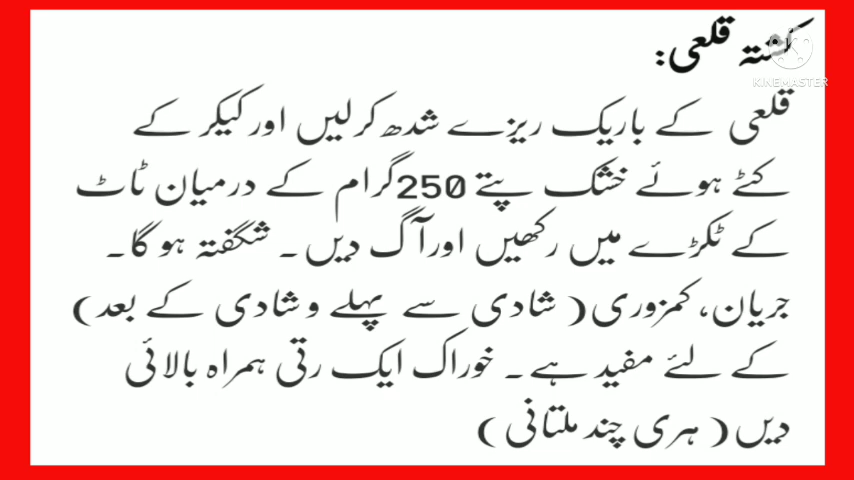 کشتہ قلعی:
KINEMASTER
قلعی کے باریک ریزے شدھ کرلیں اور کیکر کے
کٹے ہوئے خشک پتے 250گرام کے درمیان ٹاٹ
کے ٹکڑے میں رکھیں اور آگ دیں۔ شگفتہ ہو گا۔
جریان، کمزوری( شادی سے پہلے و شادی کے بعد)
کے لئے مفید ہے۔ خوراک ایک رتی ہمراہ بالائی
دیں( ہری چند ملتانی)